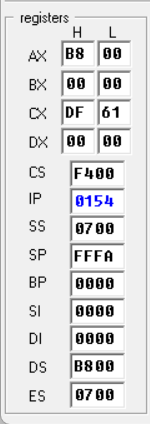 registers
H L
AX B8 00
BX 00 00
CX DF 61
DX 00 00
CS F400
IP 0154
SS 0700
SP FFFA
BP 0000
SI 0000
DI 0000
DS B800
ES 0700